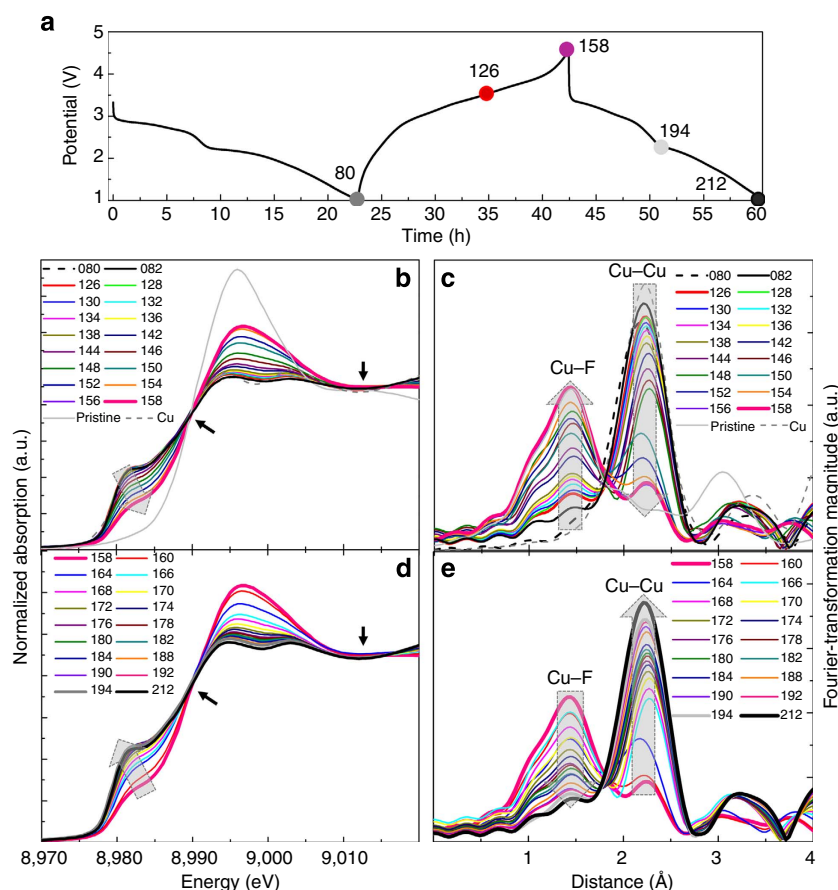 a
Potential (V)
5
4
3
2
1
158
126
194
80
212
0 5 10 15 20 25 30 35 40 45 50 55 60
Time (h)
b
080 082
126 128
130 132
134 136
138 142
144 146
148 150
152 154
156 158
Pristine Cu
c
Cu–Cu
Cu–F
080 082
126 128
130 132
134 136
138 142
144 146
148 150
152 154
156 158
Pristine Cu
Normalized absorption (a.u.)
Fourier-transformation magnitude (a.u.)
d
158 160
164 166
168 170
172 174
176 178
180 182
184 188
190 192
194 212
e
Cu–Cu
Cu–F
158 160
164 166
168 170
172 174
176 178
180 182
184 188
190 192
194 212
8,970 8,980 8,990 9,000 9,010
Energy (eV)
0 1 2 3 4
Distance (Å)